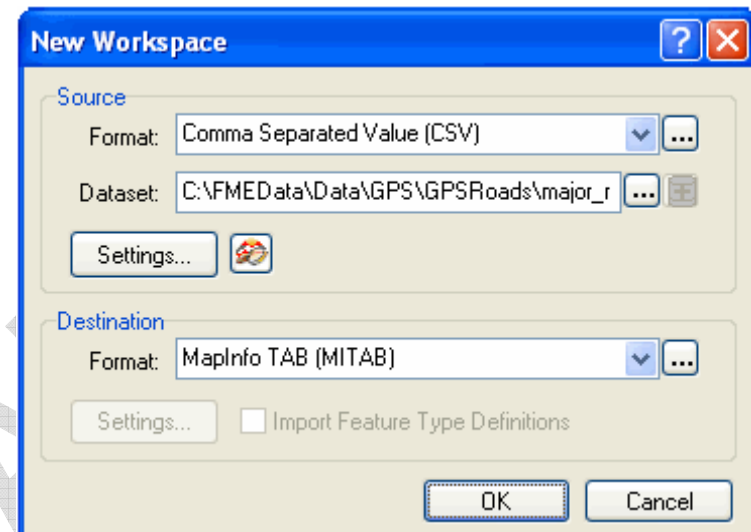 New Workspace
Source
Format: Comma Separated Value (CSV) ...
Dataset: C:\FMEData\Data\GPS\GPSRoads\major_r ...
Settings...
Destination
Format: MapInfo TAB (MITAB) ...
Settings... Import Feature Type Definitions
OK Cancel